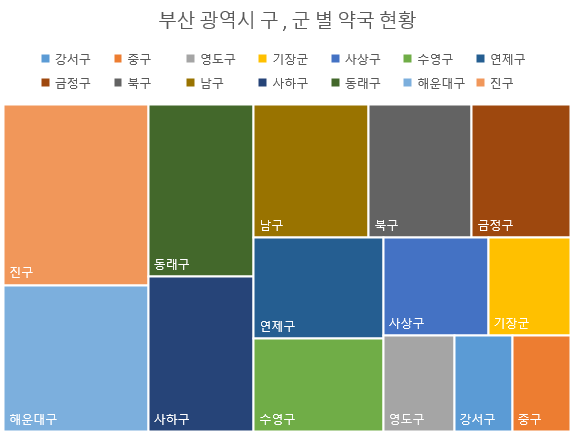 부산 광역시 구 , 군 별 약국 현황
강서구 중구 영도구 기장군 사상구 수영구 연제구
금정구 북구 남구 사하구 동래구 해운대구 진구
남구 북구 금정구
진구 동래구
연제구 사상구 기장군
해운대구 사하구 수영구 영도구 강서구 중구